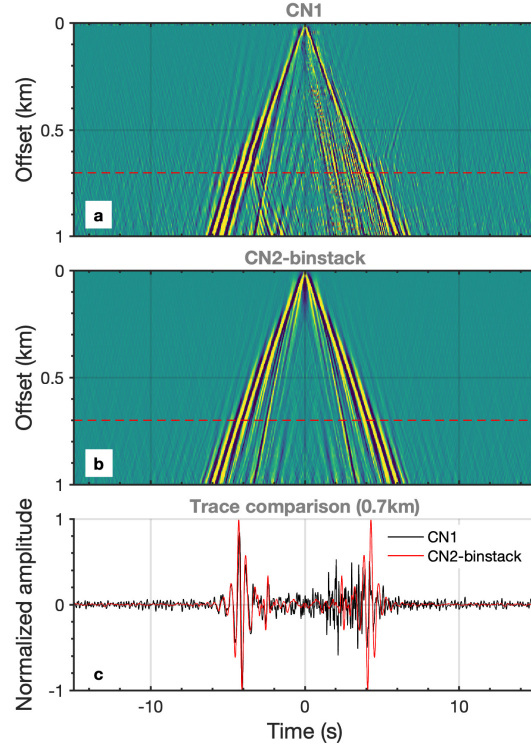 CN1
0
Offset (km)
0.5
a
1
CN2-binstack
0
Offset (km)
0.5
b
1
Trace comparison (0.7km)
1
CN1
CN2-binstack
Normalized amplitude
0
c
-1
-10
0
10
Time (s)